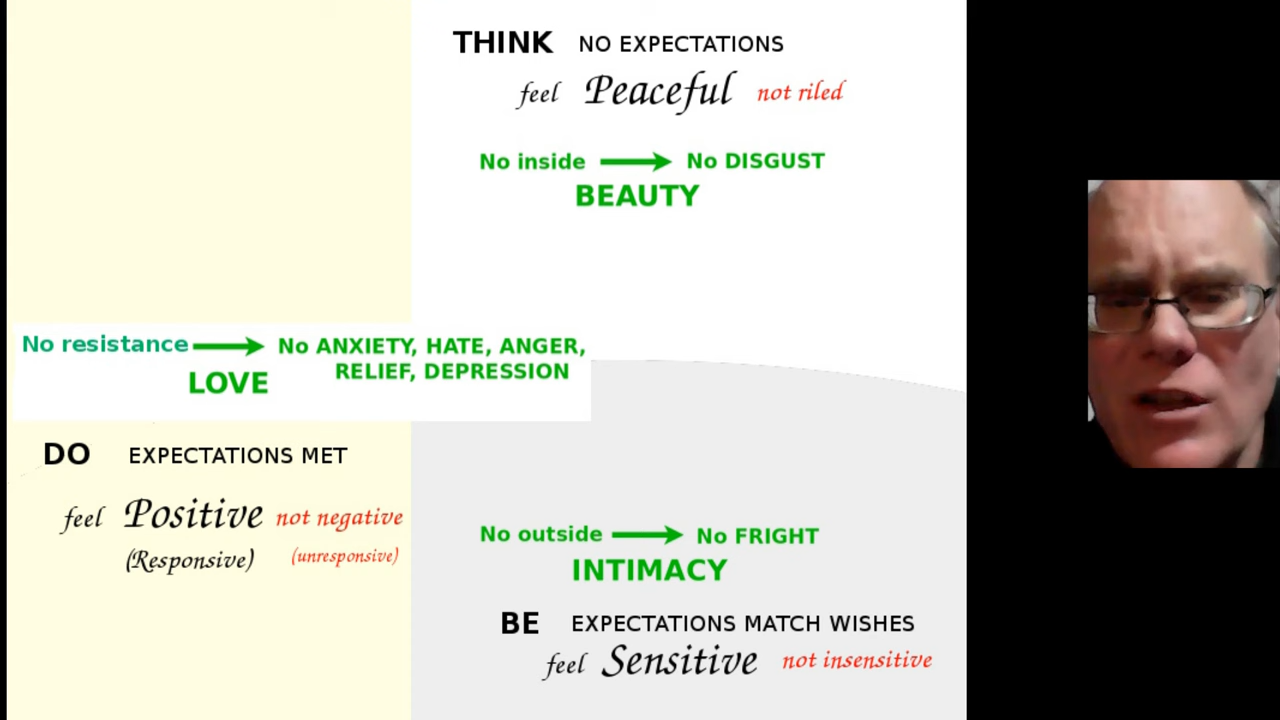 THINK NO EXPECTATIONS
feel Peaceful not riled
No inside → No DISGUST
BEAUTY
No resistance → No ANXIETY, HATE, ANGER,
RELIEF, DEPRESSION
LOVE
DO EXPECTATIONS MET
feel Positive not negative
(Responsive) (unresponsive)
No outside → No FRIGHT
INTIMACY
BE EXPECTATIONS MATCH WISHES
feel Sensitive not insensitive